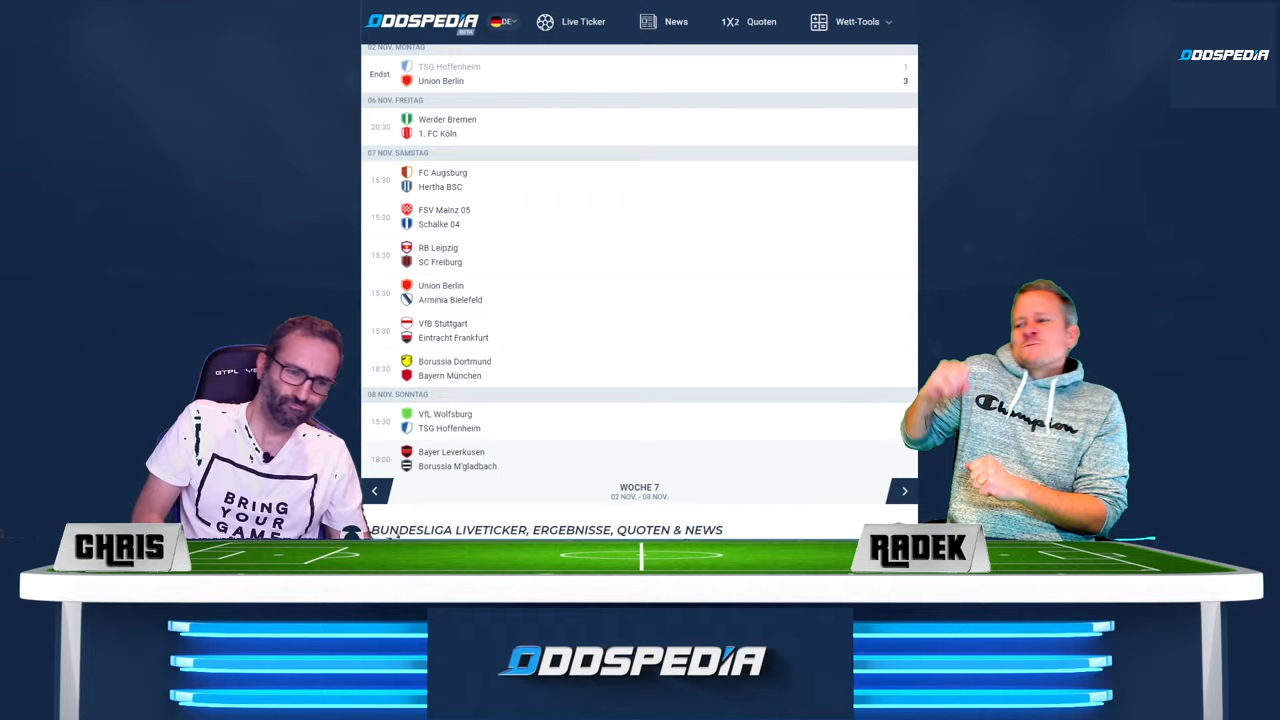 ODDSPEDIA
BETA
DE
Live Ticker
News
1X2 Quoten
Wett-Tools
ODDSPEDIA
02 NOV. MONTAG
Endst.
TSG Hoffenheim 1
Union Berlin 3
06 NOV. FREITAG
20:30
Werder Bremen
1. FC Köln
07 NOV. SAMSTAG
15:30
FC Augsburg
Hertha BSC
15:30
FSV Mainz 05
Schalke 04
15:30
RB Leipzig
SC Freiburg
15:30
Union Berlin
Arminia Bielefeld
15:30
VfB Stuttgart
Eintracht Frankfurt
18:30
Borussia Dortmund
Bayern München
08 NOV. SONNTAG
15:30
VfL Wolfsburg
TSG Hoffenheim
18:00
Bayer Leverkusen
Borussia M'gladbach
WOCHE 7
02 NOV. - 08 NOV.
BUNDESLIGA LIVETICKER, ERGEBNISSE, QUOTEN & NEWS
BRING
YOUR
GAME
Champion
CHRIS
RADEK
ODDSPEDIA